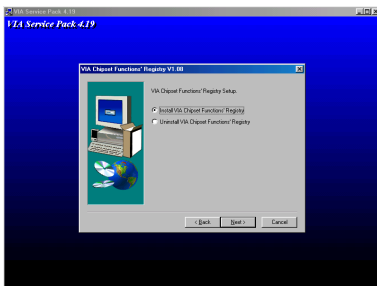 VIA Service Pack 4.19
VIA Service Pack 4.19
VIA Chipset Functions' Registry V1.00
VIA Chipset Functions' Registry Setup.
Install VIA Chipset Functions' Registry
Uninstall VIA Chipset Functions' Registry
< Back
Next >
Cancel